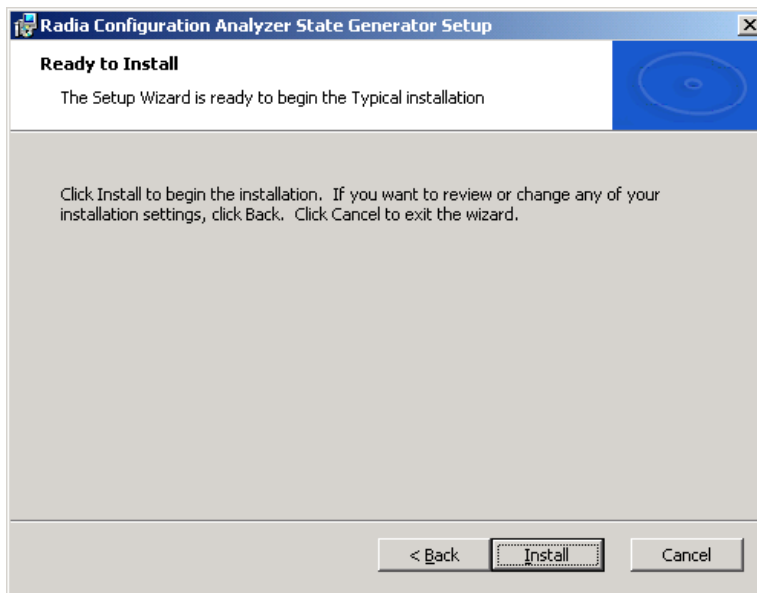 Radia Configuration Analyzer State Generator Setup
Ready to Install
The Setup Wizard is ready to begin the Typical installation
Click Install to begin the installation. If you want to review or change any of your
installation settings, click Back. Click Cancel to exit the wizard.
< Back Install Cancel